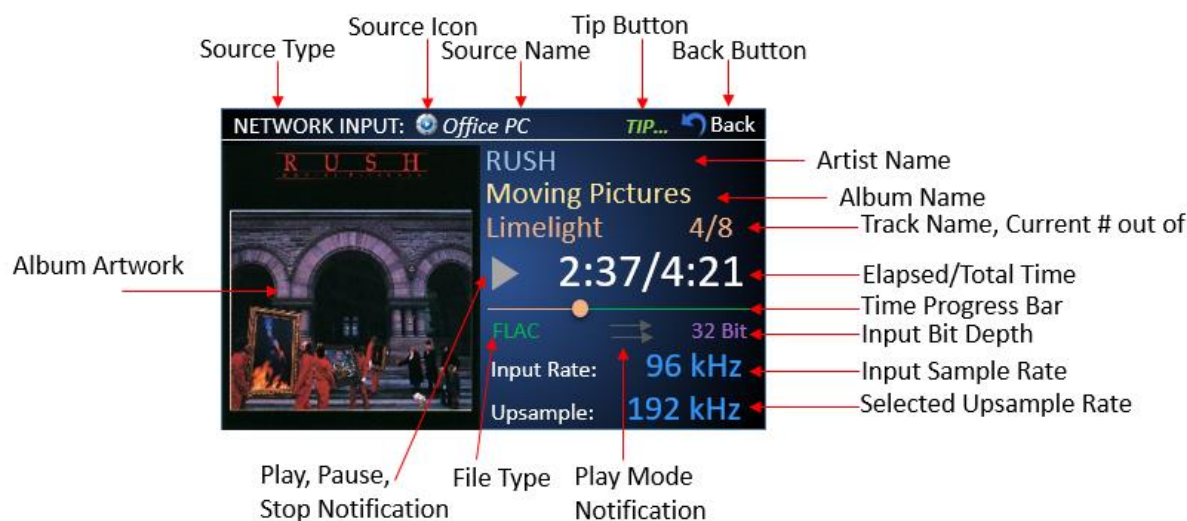 Source Type
Source Icon
Source Name
Tip Button
Back Button
NETWORK INPUT: Office PC TIP... Back
RUSH
RUSH
Artist Name
Moving Pictures
Album Name
Limelight 4/8
Track Name, Current # out of
Album Artwork
2:37/4:21
Elapsed/Total Time
Time Progress Bar
FLAC 32 Bit
Input Bit Depth
Input Rate: 96 kHz
Input Sample Rate
Upsample: 192 kHz
Selected Upsample Rate
Play, Pause,
Stop Notification
File Type
Play Mode
Notification